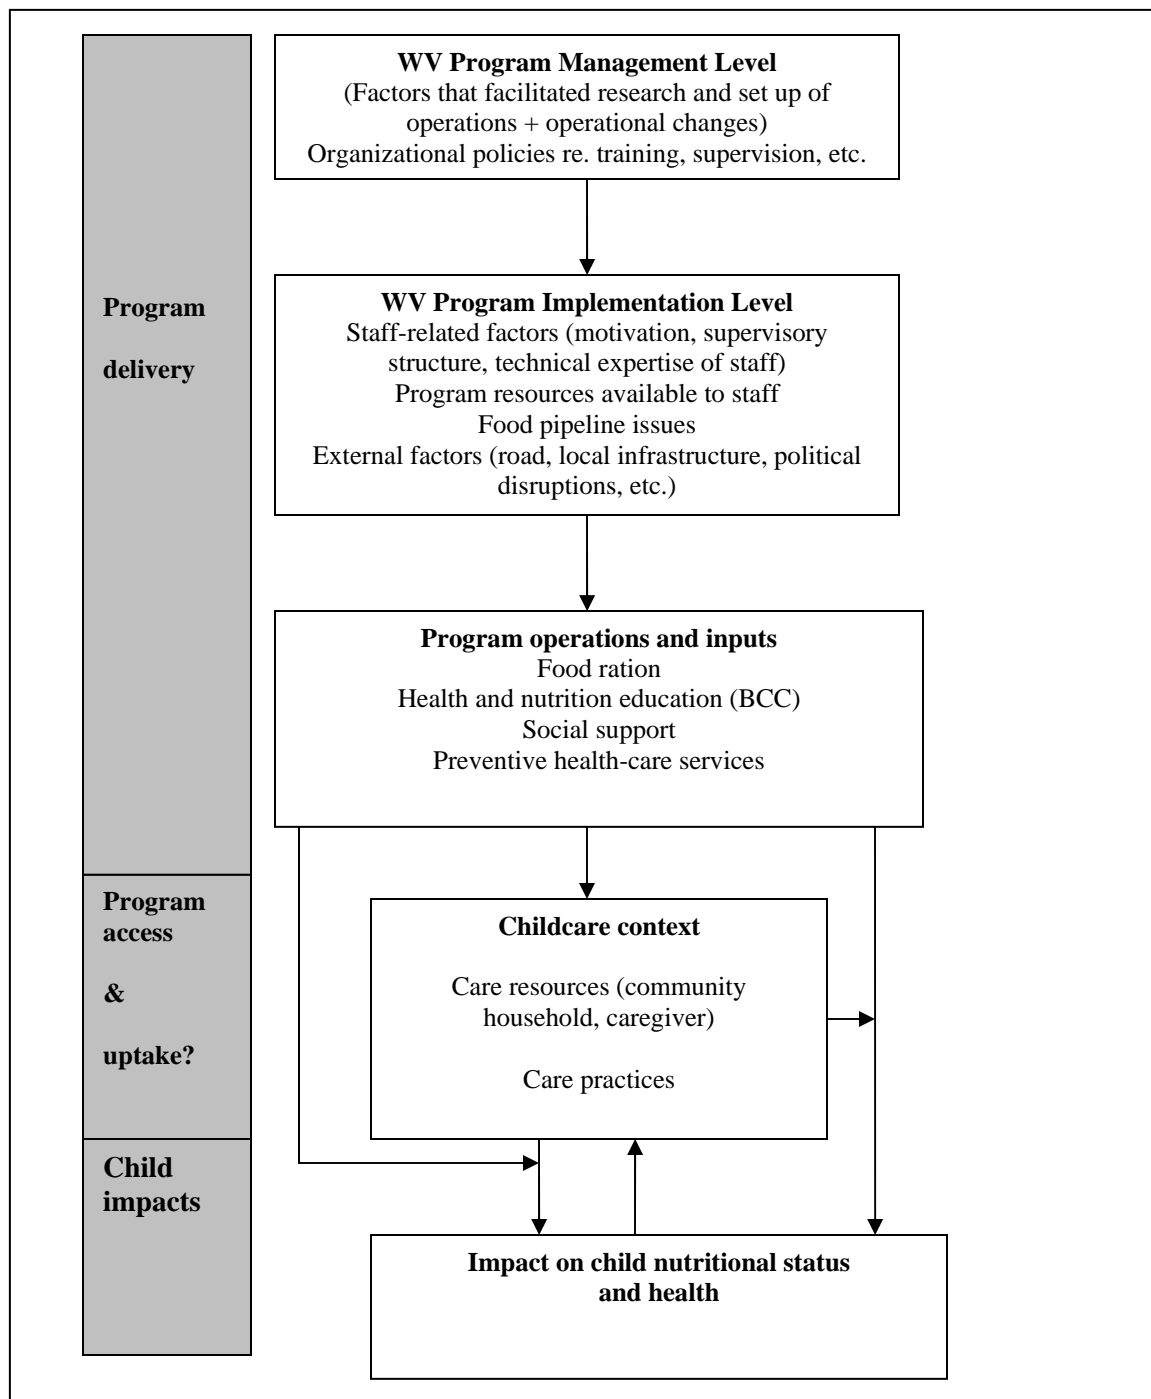 WV Program Management Level
(Factors that facilitated research and set up of
operations + operational changes)
Organizational policies re. training, supervision, etc.
Program
delivery
WV Program Implementation Level
Staff-related factors (motivation, supervisory
structure, technical expertise of staff)
Program resources available to staff
Food pipeline issues
External factors (road, local infrastructure, political
disruptions, etc.)
Program operations and inputs
Food ration
Health and nutrition education (BCC)
Social support
Preventive health-care services
Program
access
&
uptake?
Childcare context
Care resources (community
household, caregiver)
Care practices
Child
impacts
Impact on child nutritional status
and health